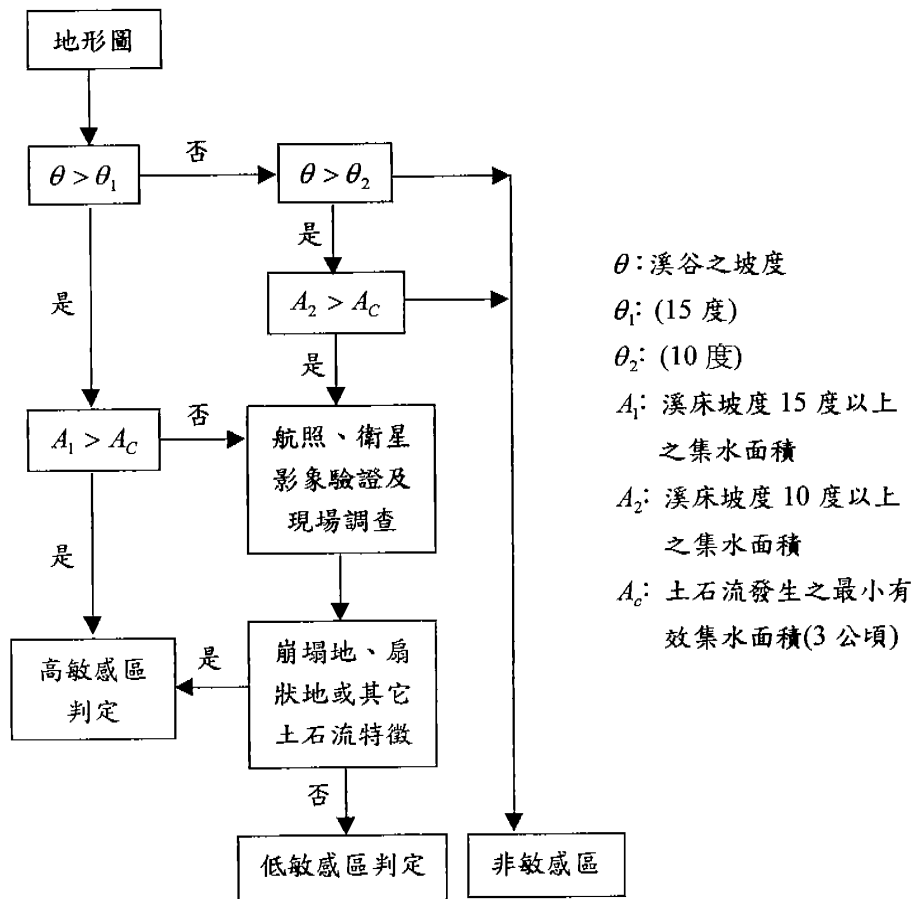 地形圖
θ > θ₁
否
θ > θ₂
是
是
A₂ > A_C
是
A₁ > A_C
否
航照、衛星
影象驗證及
現場調查
是
高敏感區
判定
是
崩塌地、扇
狀地或其它
土石流特徵
否
低敏感區判定
非敏感區
θ：溪谷之坡度
θ₁: (15 度)
θ₂: (10 度)
A₁: 溪床坡度 15 度以上
之集水面積
A₂: 溪床坡度 10 度以上
之集水面積
A_c: 土石流發生之最小有
效集水面積(3 公頃)